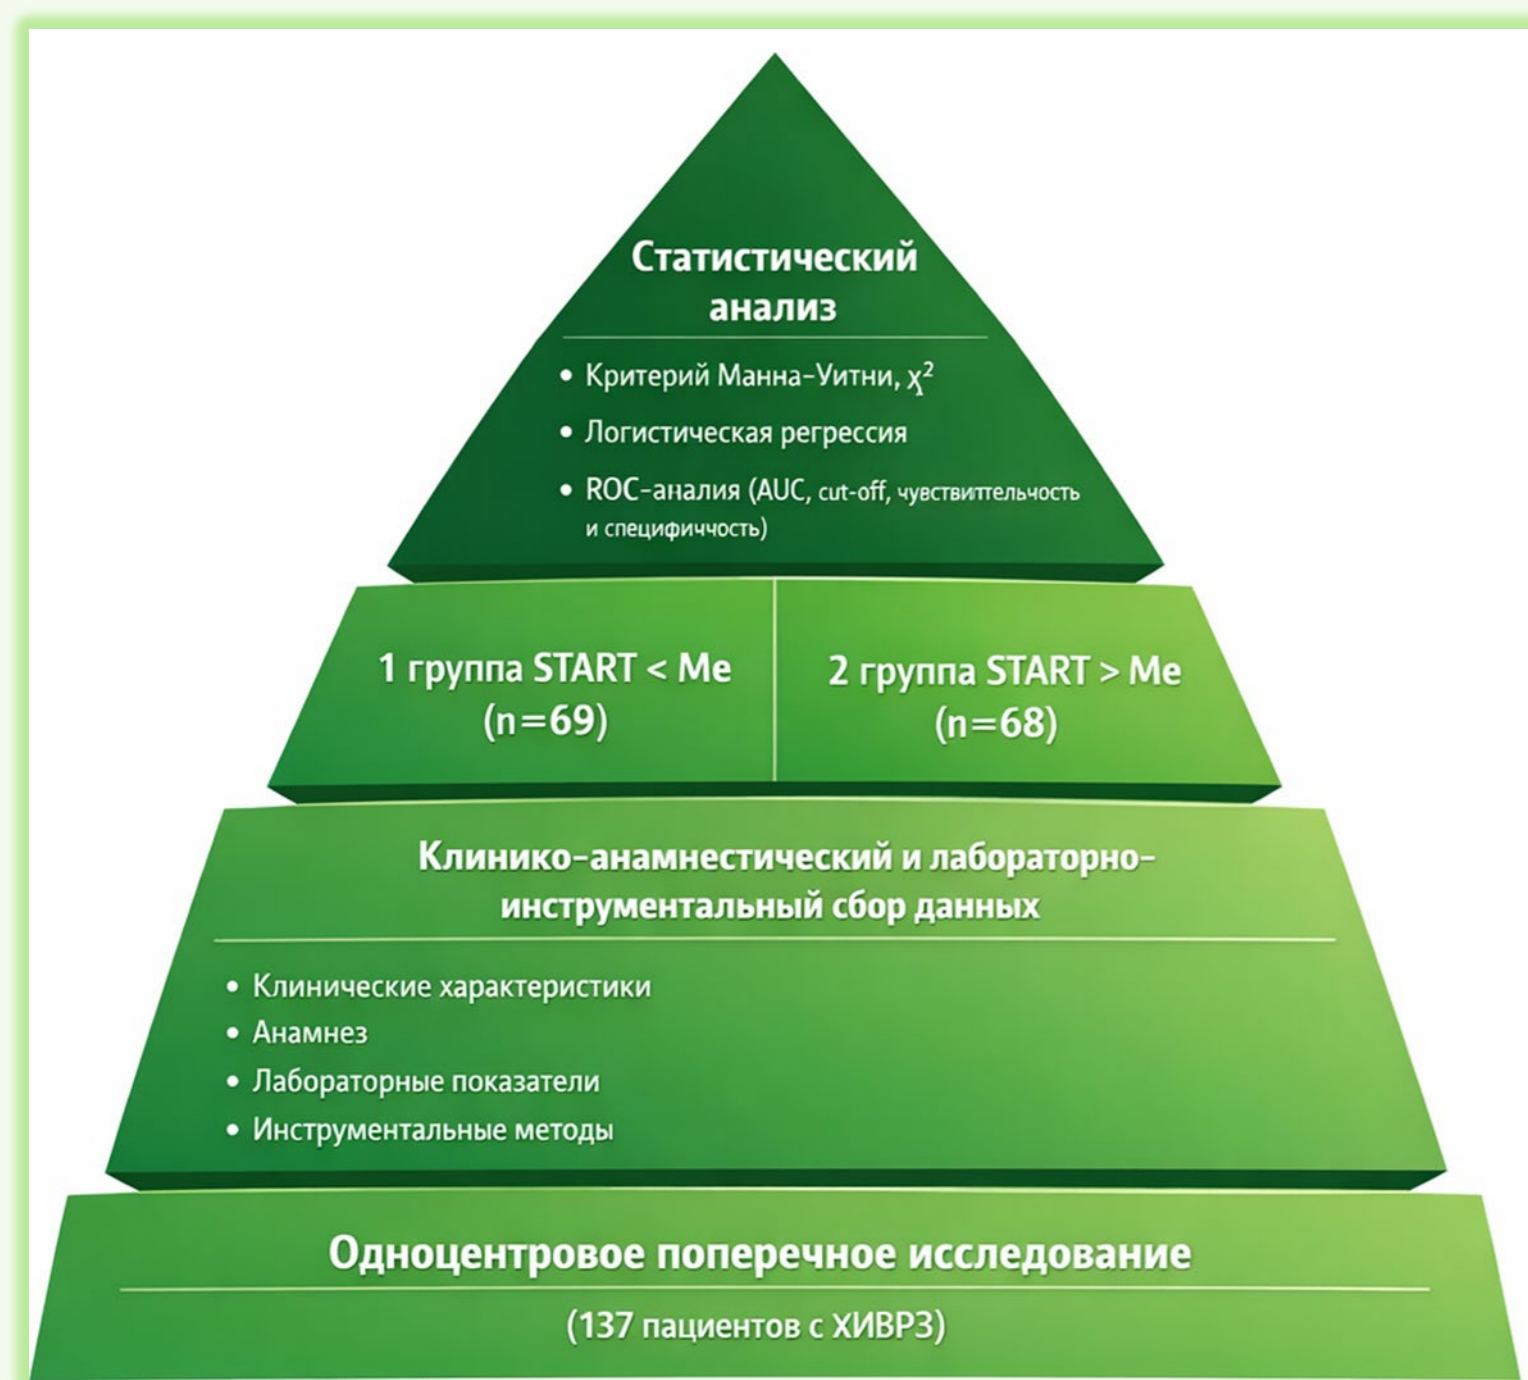 Статистический
анализ
• Критерий Манна-Уитни, χ²
• Логистическая регрессия
• ROC-аналия (AUC, cut-off, чувствиттельчость
и специфиччость)
1 группа START < Me
(n=69)
2 группа START > Me
(n=68)
Клинико-анамнестический и лабораторно-
инструментальный сбор данных
• Клинические характеристики
• Анамнез
• Лабораторные показатели
• Инструментальные методы
Одноцентровое поперечное исследование
(137 пациентов с ХИВРЗ)